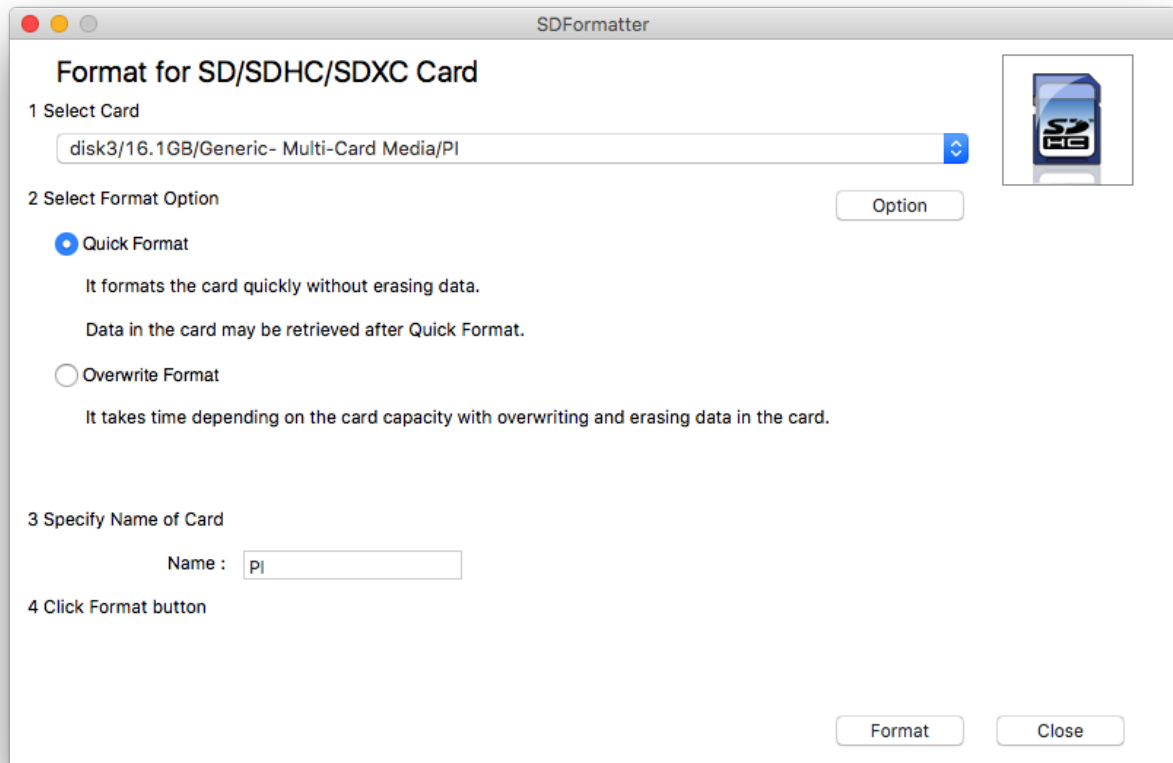 SDFormatter
Format for SD/SDHC/SDXC Card
1 Select Card
disk3/16.1GB/Generic- Multi-Card Media/PI
SD
HC
2 Select Format Option
Option
Quick Format
It formats the card quickly without erasing data.
Data in the card may be retrieved after Quick Format.
Overwrite Format
It takes time depending on the card capacity with overwriting and erasing data in the card.
3 Specify Name of Card
Name :
PI
4 Click Format button
Format
Close